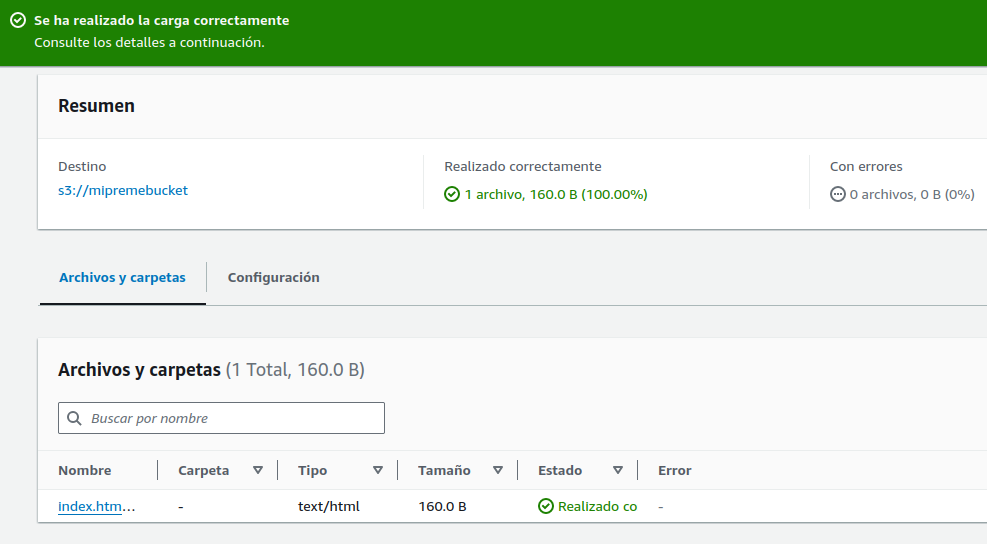 Se ha realizado la carga correctamente
Consulte los detalles a continuación.
Resumen
Destino
s3://mipremebucket
Realizado correctamente
1 archivo, 160.0 B (100.00%)
Con errores
0 archivos, 0 B (0%)
Archivos y carpetas
Configuración
Archivos y carpetas (1 Total, 160.0 B)
Buscar por nombre
Nombre Carpeta Tipo Tamaño Estado Error
index.htm... - text/html 160.0 B Realizado co -